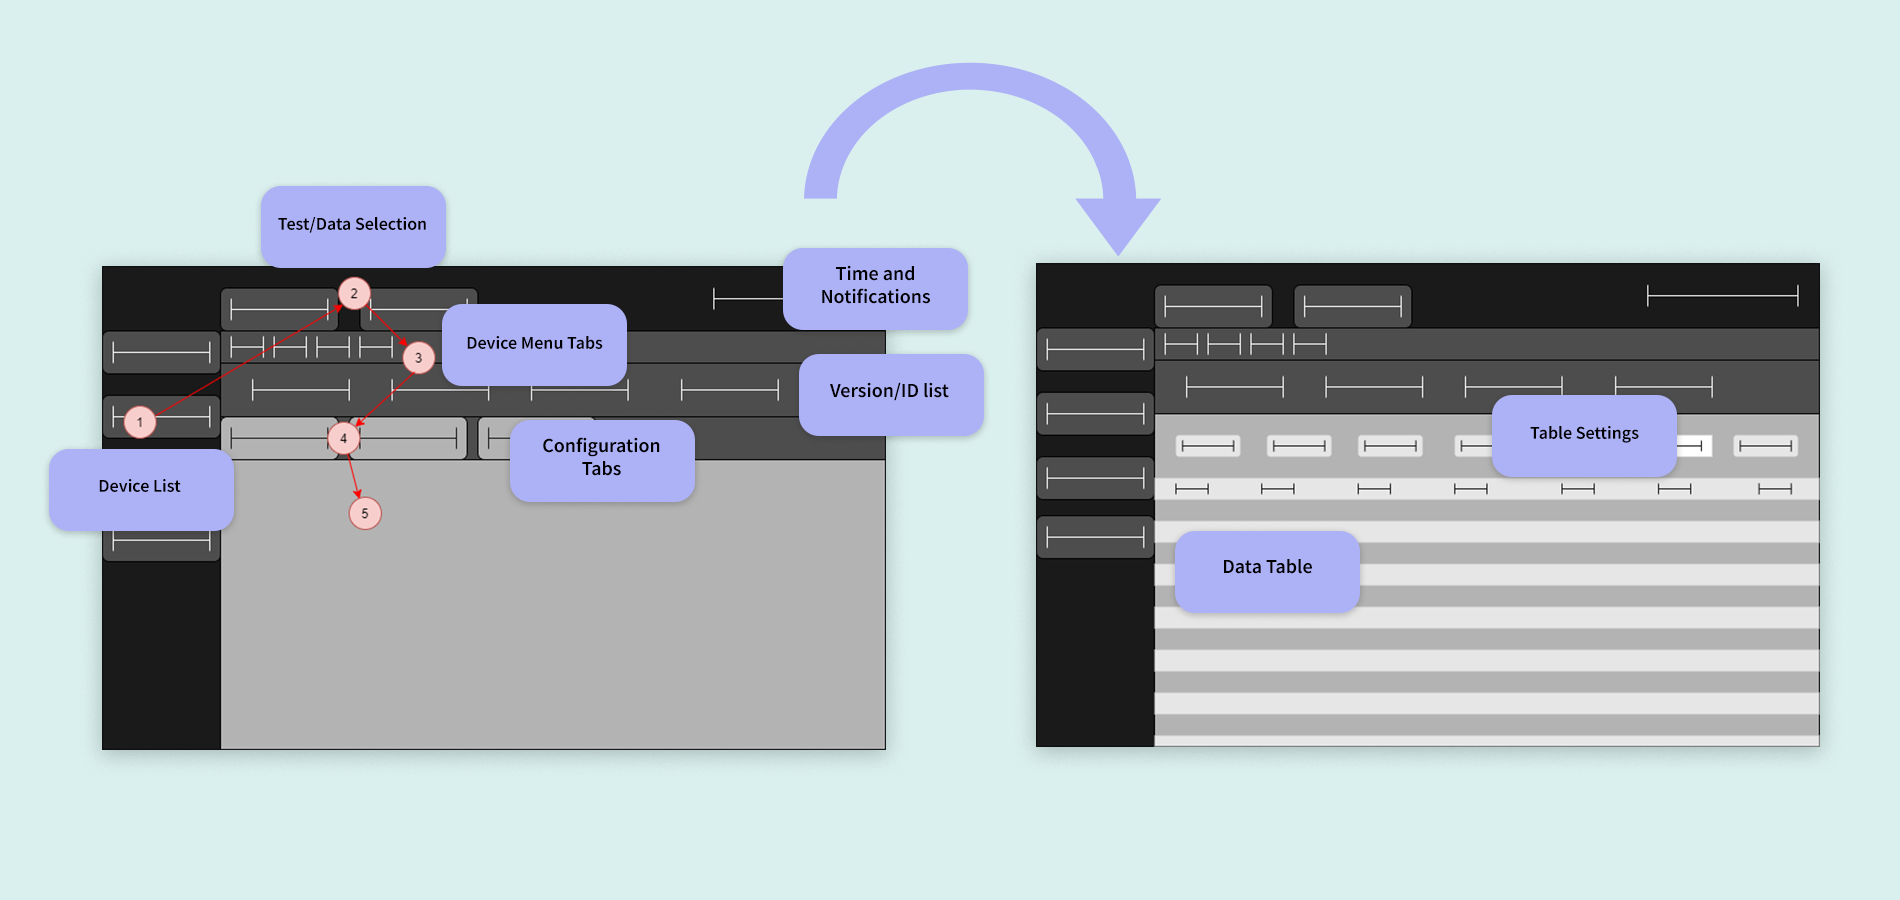 Test/Data Selection
Time and
Notifications
2
Device Menu Tabs
3
Version/ID list
1
4
Configuration
Tabs
Device List
5
Table Settings
Data Table